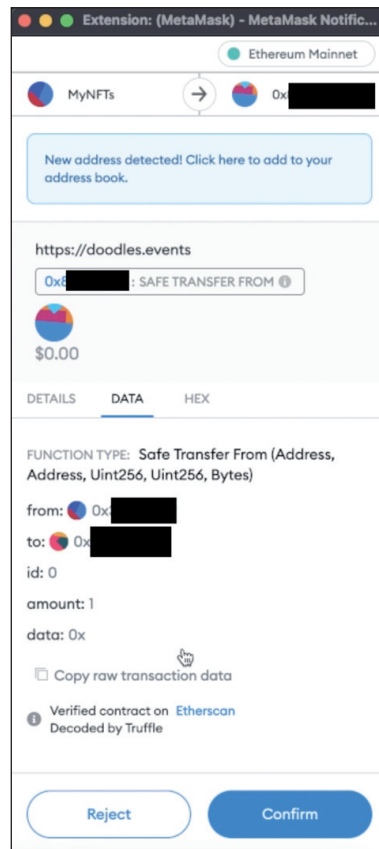 Extension: (MetaMask) - MetaMask Notific...
Ethereum Mainnet
MyNFTs
New address detected! Click here to add to your
address book.
https://doodles.events
: SAFE TRANSFER FROM
$0.00
DETAILS DATA HEX
FUNCTION TYPE: Safe Transfer From (Address,
Address, Uint256, Uint256, Bytes)
from: 0x
to: 0x
id: 0
amount: 1
data: 0x
Copy raw transaction data
Verified contract on Etherscan
Decoded by Truffle
Reject Confirm